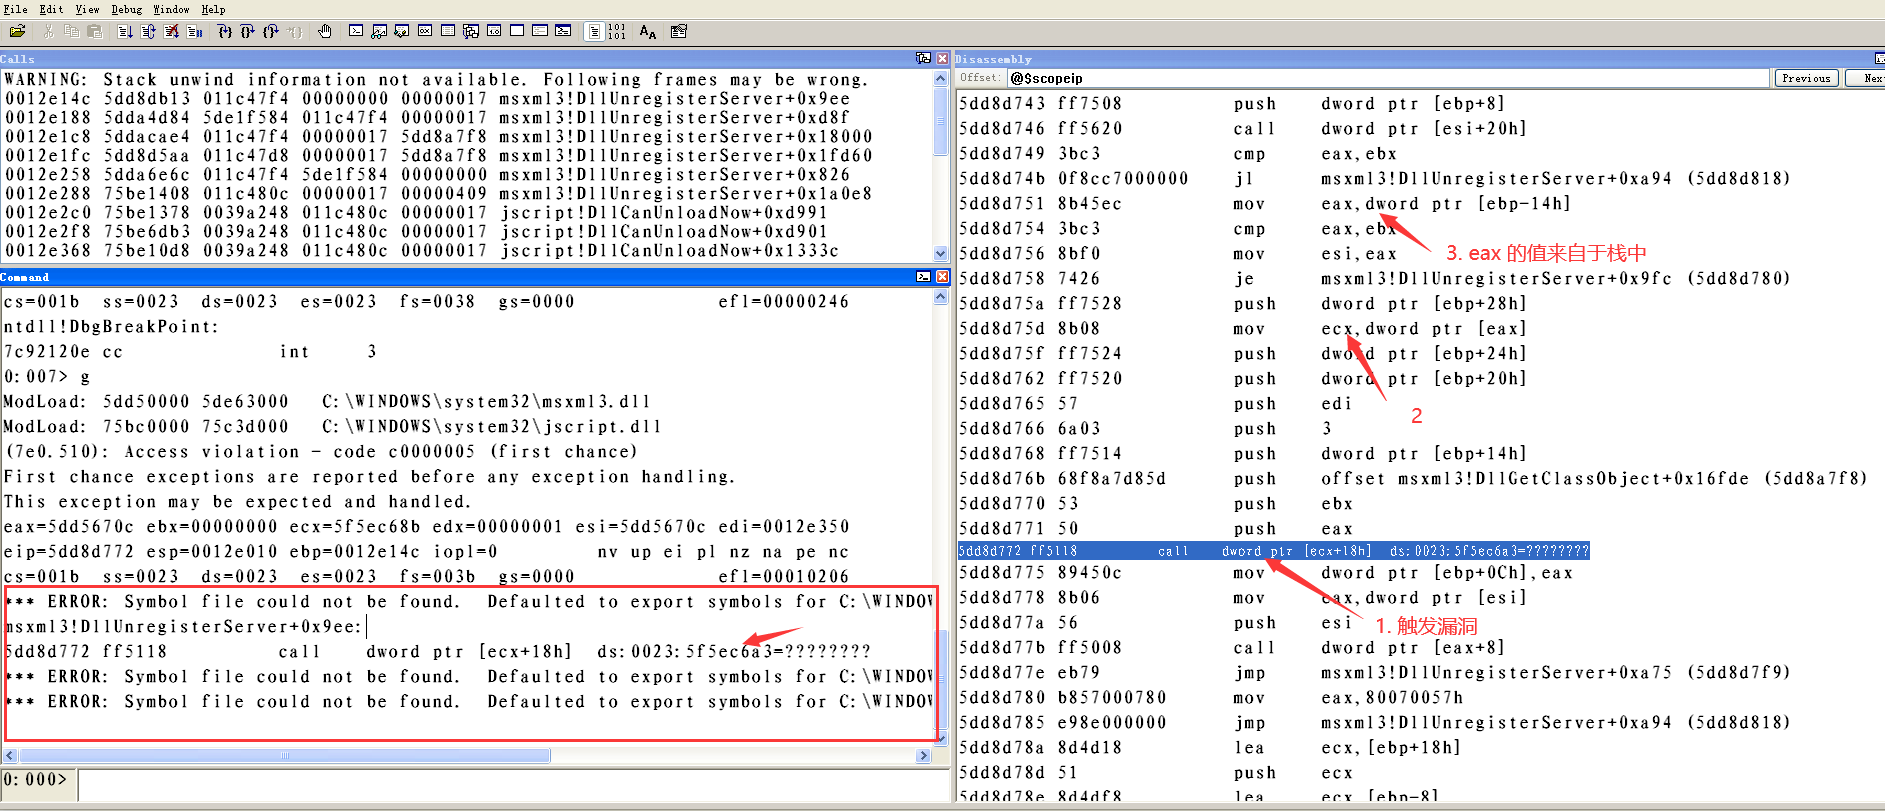 File Edit View Debug Window Help
Calls
WARNING: Stack unwind information not available. Following frames may be wrong.
0012e14c 5dd8db13 011c47f4 00000000 00000017 msxml3!DllUnregisterServer+0x9ee
0012e188 5dda4d84 5de1f584 011c47f4 00000017 msxml3!DllUnregisterServer+0xd8f
0012e1c8 5ddacae4 011c47f4 00000017 5dd8a7f8 msxml3!DllUnregisterServer+0x18000
0012e1fc 5dd8d5aa 011c47d8 00000017 5dd8a7f8 msxml3!DllUnregisterServer+0x1fd60
0012e258 5dda6e6c 011c47f4 5de1f584 00000000 msxml3!DllUnregisterServer+0x826
0012e288 75be1408 011c480c 00000017 00000409 msxml3!DllUnregisterServer+0x1a0e8
0012e2c0 75be1378 0039a248 011c480c 00000017 jscript!DllCanUnloadNow+0xd991
0012e2f8 75be6db3 0039a248 011c480c 00000017 jscript!DllCanUnloadNow+0xd901
0012e368 75be10d8 0039a248 011c480c 00000017 jscript!DllCanUnloadNow+0x1333c
Command
cs=001b ss=0023 ds=0023 es=0023 fs=0038 gs=0000 efl=00000246
ntdll!DbgBreakPoint:
7c92120e cc int 3
0:007> g
ModLoad: 5dd50000 5de63000 C:\WINDOWS\system32\msxml3.dll
ModLoad: 75bc0000 75c3d000 C:\WINDOWS\system32\jscript.dll
(7e0.510): Access violation - code c0000005 (first chance)
First chance exceptions are reported before any exception handling.
This exception may be expected and handled.
eax=5dd5670c ebx=00000000 ecx=5f5ec68b edx=00000001 esi=5dd5670c edi=0012e350
eip=5dd8d772 esp=0012e010 ebp=0012e14c iopl=0 nv up ei pl nz na pe nc
cs=001b ss=0023 ds=0023 es=0023 fs=003b gs=0000 efl=00010206
*** ERROR: Symbol file could not be found. Defaulted to export symbols for C:\WINDOW
msxml3!DllUnregisterServer+0x9ee:
5dd8d772 ff5118 call dword ptr [ecx+18h] ds:0023:5f5ec6a3=????????
*** ERROR: Symbol file could not be found. Defaulted to export symbols for C:\WINDOW
*** ERROR: Symbol file could not be found. Defaulted to export symbols for C:\WINDOW
0:000>
Disassembly
Offset: @$scopeip Previous Nex
5dd8d743 ff7508 push dword ptr [ebp+8]
5dd8d746 ff5620 call dword ptr [esi+20h]
5dd8d749 3bc3 cmp eax,ebx
5dd8d74b 0f8cc7000000 jl msxml3!DllUnregisterServer+0xa94 (5dd8d818)
5dd8d751 8b45ec mov eax,dword ptr [ebp-14h]
5dd8d754 3bc3 cmp eax,ebx
3. eax 的值来自于栈中
5dd8d756 8bf0 mov esi,eax
5dd8d758 7426 je msxml3!DllUnregisterServer+0x9fc (5dd8d780)
5dd8d75a ff7528 push dword ptr [ebp+28h]
5dd8d75d 8b08 mov ecx,dword ptr [eax]
5dd8d75f ff7524 push dword ptr [ebp+24h]
5dd8d762 ff7520 push dword ptr [ebp+20h]
5dd8d765 57 push edi
2
5dd8d766 6a03 push 3
5dd8d768 ff7514 push dword ptr [ebp+14h]
5dd8d76b 68f8a7d85d push offset msxml3!DllGetClassObject+0x16fde (5dd8a7f8)
5dd8d770 53 push ebx
5dd8d771 50 push eax
5dd8d772 ff5118 call dword ptr [ecx+18h] ds:0023:5f5ec6a3=????????
5dd8d775 89450c mov dword ptr [ebp+0Ch],eax
5dd8d778 8b06 mov eax,dword ptr [esi]
5dd8d77a 56 push esi
1. 触发漏洞
5dd8d77b ff5008 call dword ptr [eax+8]
5dd8d77e eb79 jmp msxml3!DllUnregisterServer+0xa75 (5dd8d7f9)
5dd8d780 b857000780 mov eax,80070057h
5dd8d785 e98e000000 jmp msxml3!DllUnregisterServer+0xa94 (5dd8d818)
5dd8d78a 8d4d18 lea ecx,[ebp+18h]
5dd8d78d 51 push ecx
5dd8d78e 8d4df8 lea ecx,[ebp-8]